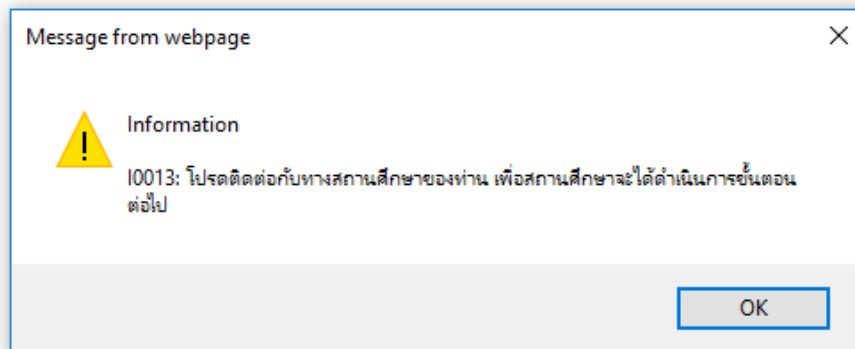 Message from webpage
Information
I0013: โปรดติดต่อกับทางสถานศึกษาของท่าน เพื่อสถานศึกษาจะได้ดำเนินการขั้นตอน
ต่อไป
OK